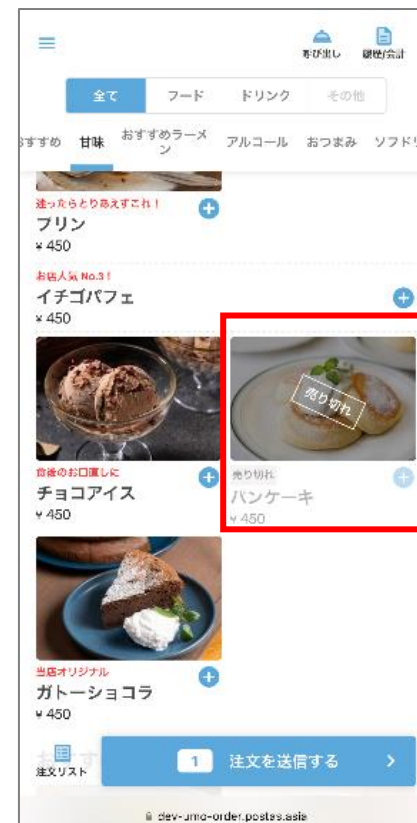 呼び出し
履歴/会計
全て
フード
ドリンク
その他
おすすめ
甘味
おすすめラーメ
ン
アルコール
おつまみ
ソフドリ
迷ったらとりあえずこれ！
プリン
¥ 450
お店人気 No.3！
イチゴパフェ
¥ 450
食後のお口直しに
チョコアイス
¥ 450
売り切れ
売り切れ
パンケーキ
¥ 450
当店オリジナル
ガトーショコラ
¥ 450
注文リスト
1 注文を送信する
dev-umo-order.postas.asia